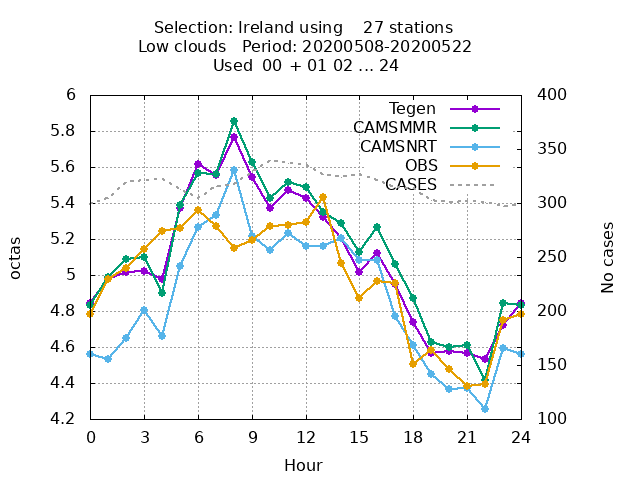 Selection: Ireland using    27 stations
Low clouds   Period: 20200508-20200522
Used  00 + 01 02 ... 24
6
5.8
5.6
5.4
5.2
5
4.8
4.6
4.4
4.2
octas
Tegen
CAMSMMR
CAMSNRT
OBS
CASES
400
350
300
250
200
150
100
No cases
0 3 6 9 12 15 18 21 24
Hour